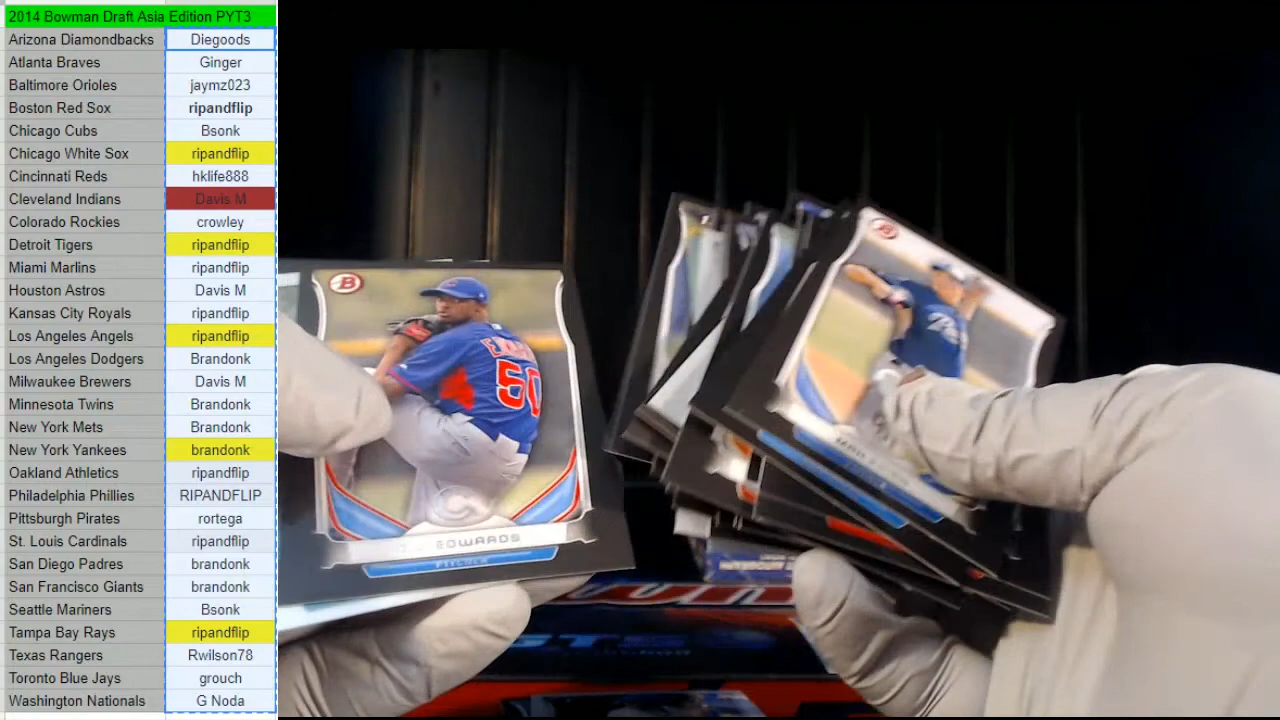 2014 Bowman Draft Asia Edition PYT3
Arizona Diamondbacks Diegoods
Atlanta Braves Ginger
Baltimore Orioles jaymz023
Boston Red Sox ripandflip
Chicago Cubs Bsonk
Chicago White Sox ripandflip
Cincinnati Reds hklife888
Cleveland Indians Davis M
Colorado Rockies crowley
Detroit Tigers ripandflip
Miami Marlins ripandflip
Houston Astros Davis M
Kansas City Royals ripandflip
Los Angeles Angels ripandflip
Los Angeles Dodgers Brandonk
Milwaukee Brewers Davis M
Minnesota Twins Brandonk
New York Mets Brandonk
New York Yankees brandonk
Oakland Athletics ripandflip
Philadelphia Phillies RIPANDFLIP
Pittsburgh Pirates rortega
St. Louis Cardinals ripandflip
San Diego Padres brandonk
San Francisco Giants brandonk
Seattle Mariners Bsonk
Tampa Bay Rays ripandflip
Texas Rangers Rwilson78
Toronto Blue Jays grouch
Washington Nationals G Noda
B
50
EDWARDS
PITCHER
B